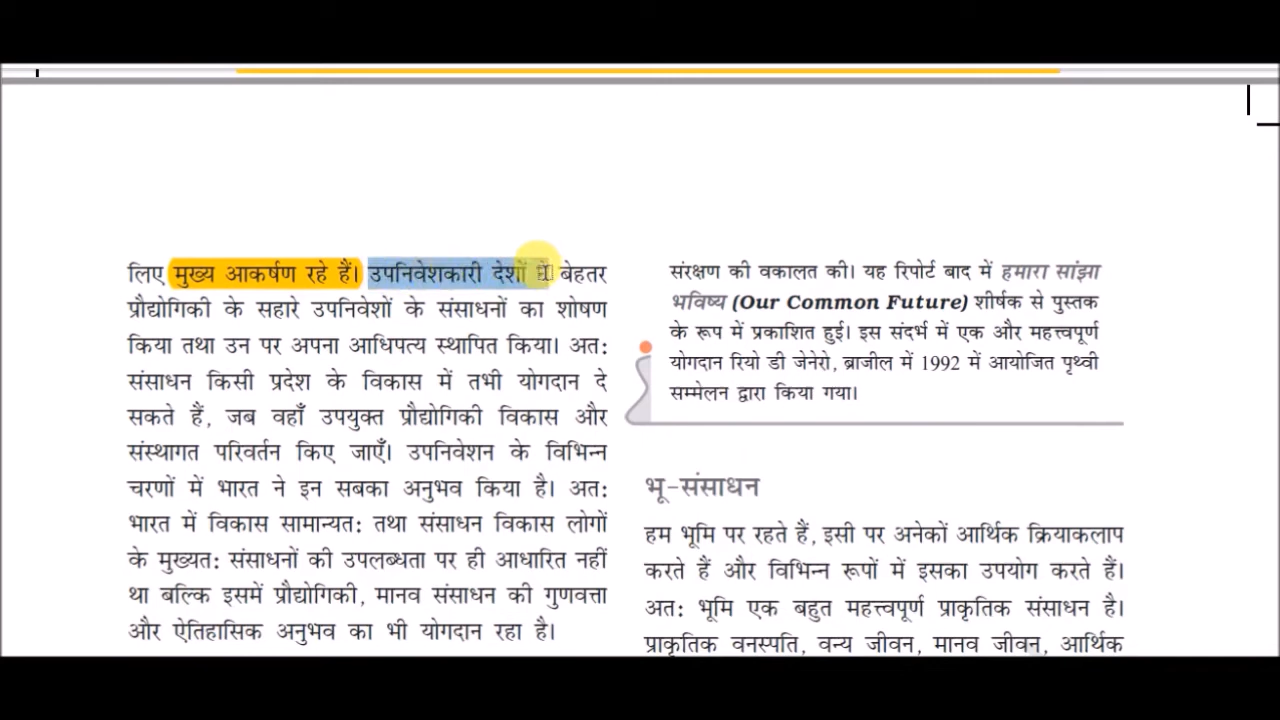 लिए मुख्य आकर्षण रहे हैं। उपनिवेशकारी देशों ने बेहतर
प्रौद्योगिकी के सहारे उपनिवेशों के संसाधनों का शोषण
किया तथा उन पर अपना आधिपत्य स्थापित किया। अत:
संसाधन किसी प्रदेश के विकास में तभी योगदान दे
सकते हैं, जब वहाँ उपयुक्त प्रौद्योगिकी विकास और
संस्थागत परिवर्तन किए जाएँ। उपनिवेशन के विभिन्न
चरणों में भारत ने इन सबका अनुभव किया है। अत:
भारत में विकास सामान्यत: तथा संसाधन विकास लोगों
के मुख्यत: संसाधनों की उपलब्धता पर ही आधारित नहीं
था बल्कि इसमें प्रौद्योगिकी, मानव संसाधन की गुणवत्ता
और ऐतिहासिक अनुभव का भी योगदान रहा है।
संरक्षण की वकालत की। यह रिपोर्ट बाद में हमारा सांझा
भविष्य (Our Common Future) शीर्षक से पुस्तक
के रूप में प्रकाशित हुई। इस संदर्भ में एक और महत्त्वपूर्ण
योगदान रियो डी जेनेरो, ब्राजील में 1992 में आयोजित पृथ्वी
सम्मेलन द्वारा किया गया।
भू-संसाधन
हम भूमि पर रहते हैं, इसी पर अनेकों आर्थिक क्रियाकलाप
करते हैं और विभिन्न रूपों में इसका उपयोग करते हैं।
अत: भूमि एक बहुत महत्त्वपूर्ण प्राकृतिक संसाधन है।
प्राकृतिक वनस्पति, वन्य जीवन, मानव जीवन, आर्थिक